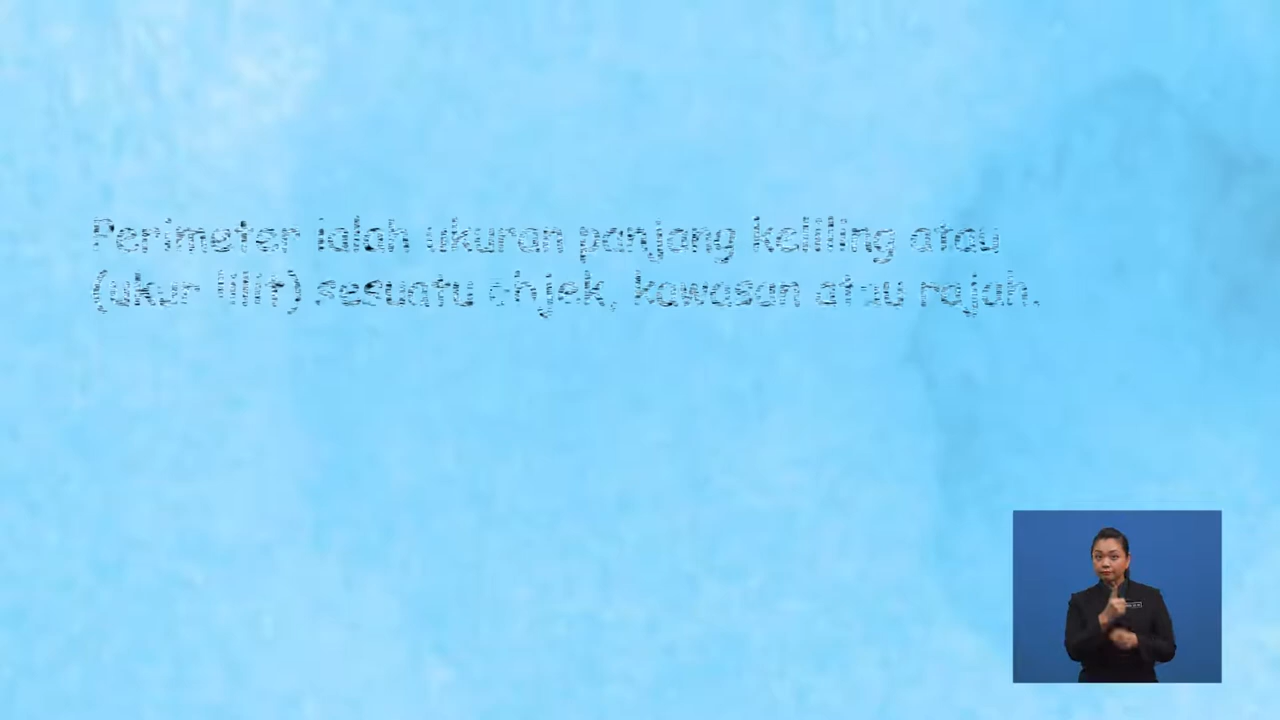 Perimeter ialah ukuran panjang keliling atau
(ukur lilit) sesuatu objek, kawasan atau rajah.